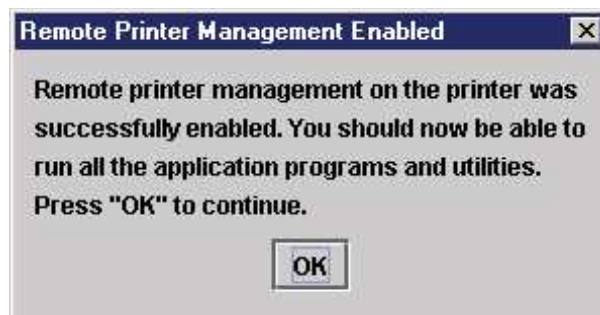 Remote Printer Management Enabled
Remote printer management on the printer was
successfully enabled. You should now be able to
run all the application programs and utilities.
Press "OK" to continue.
OK